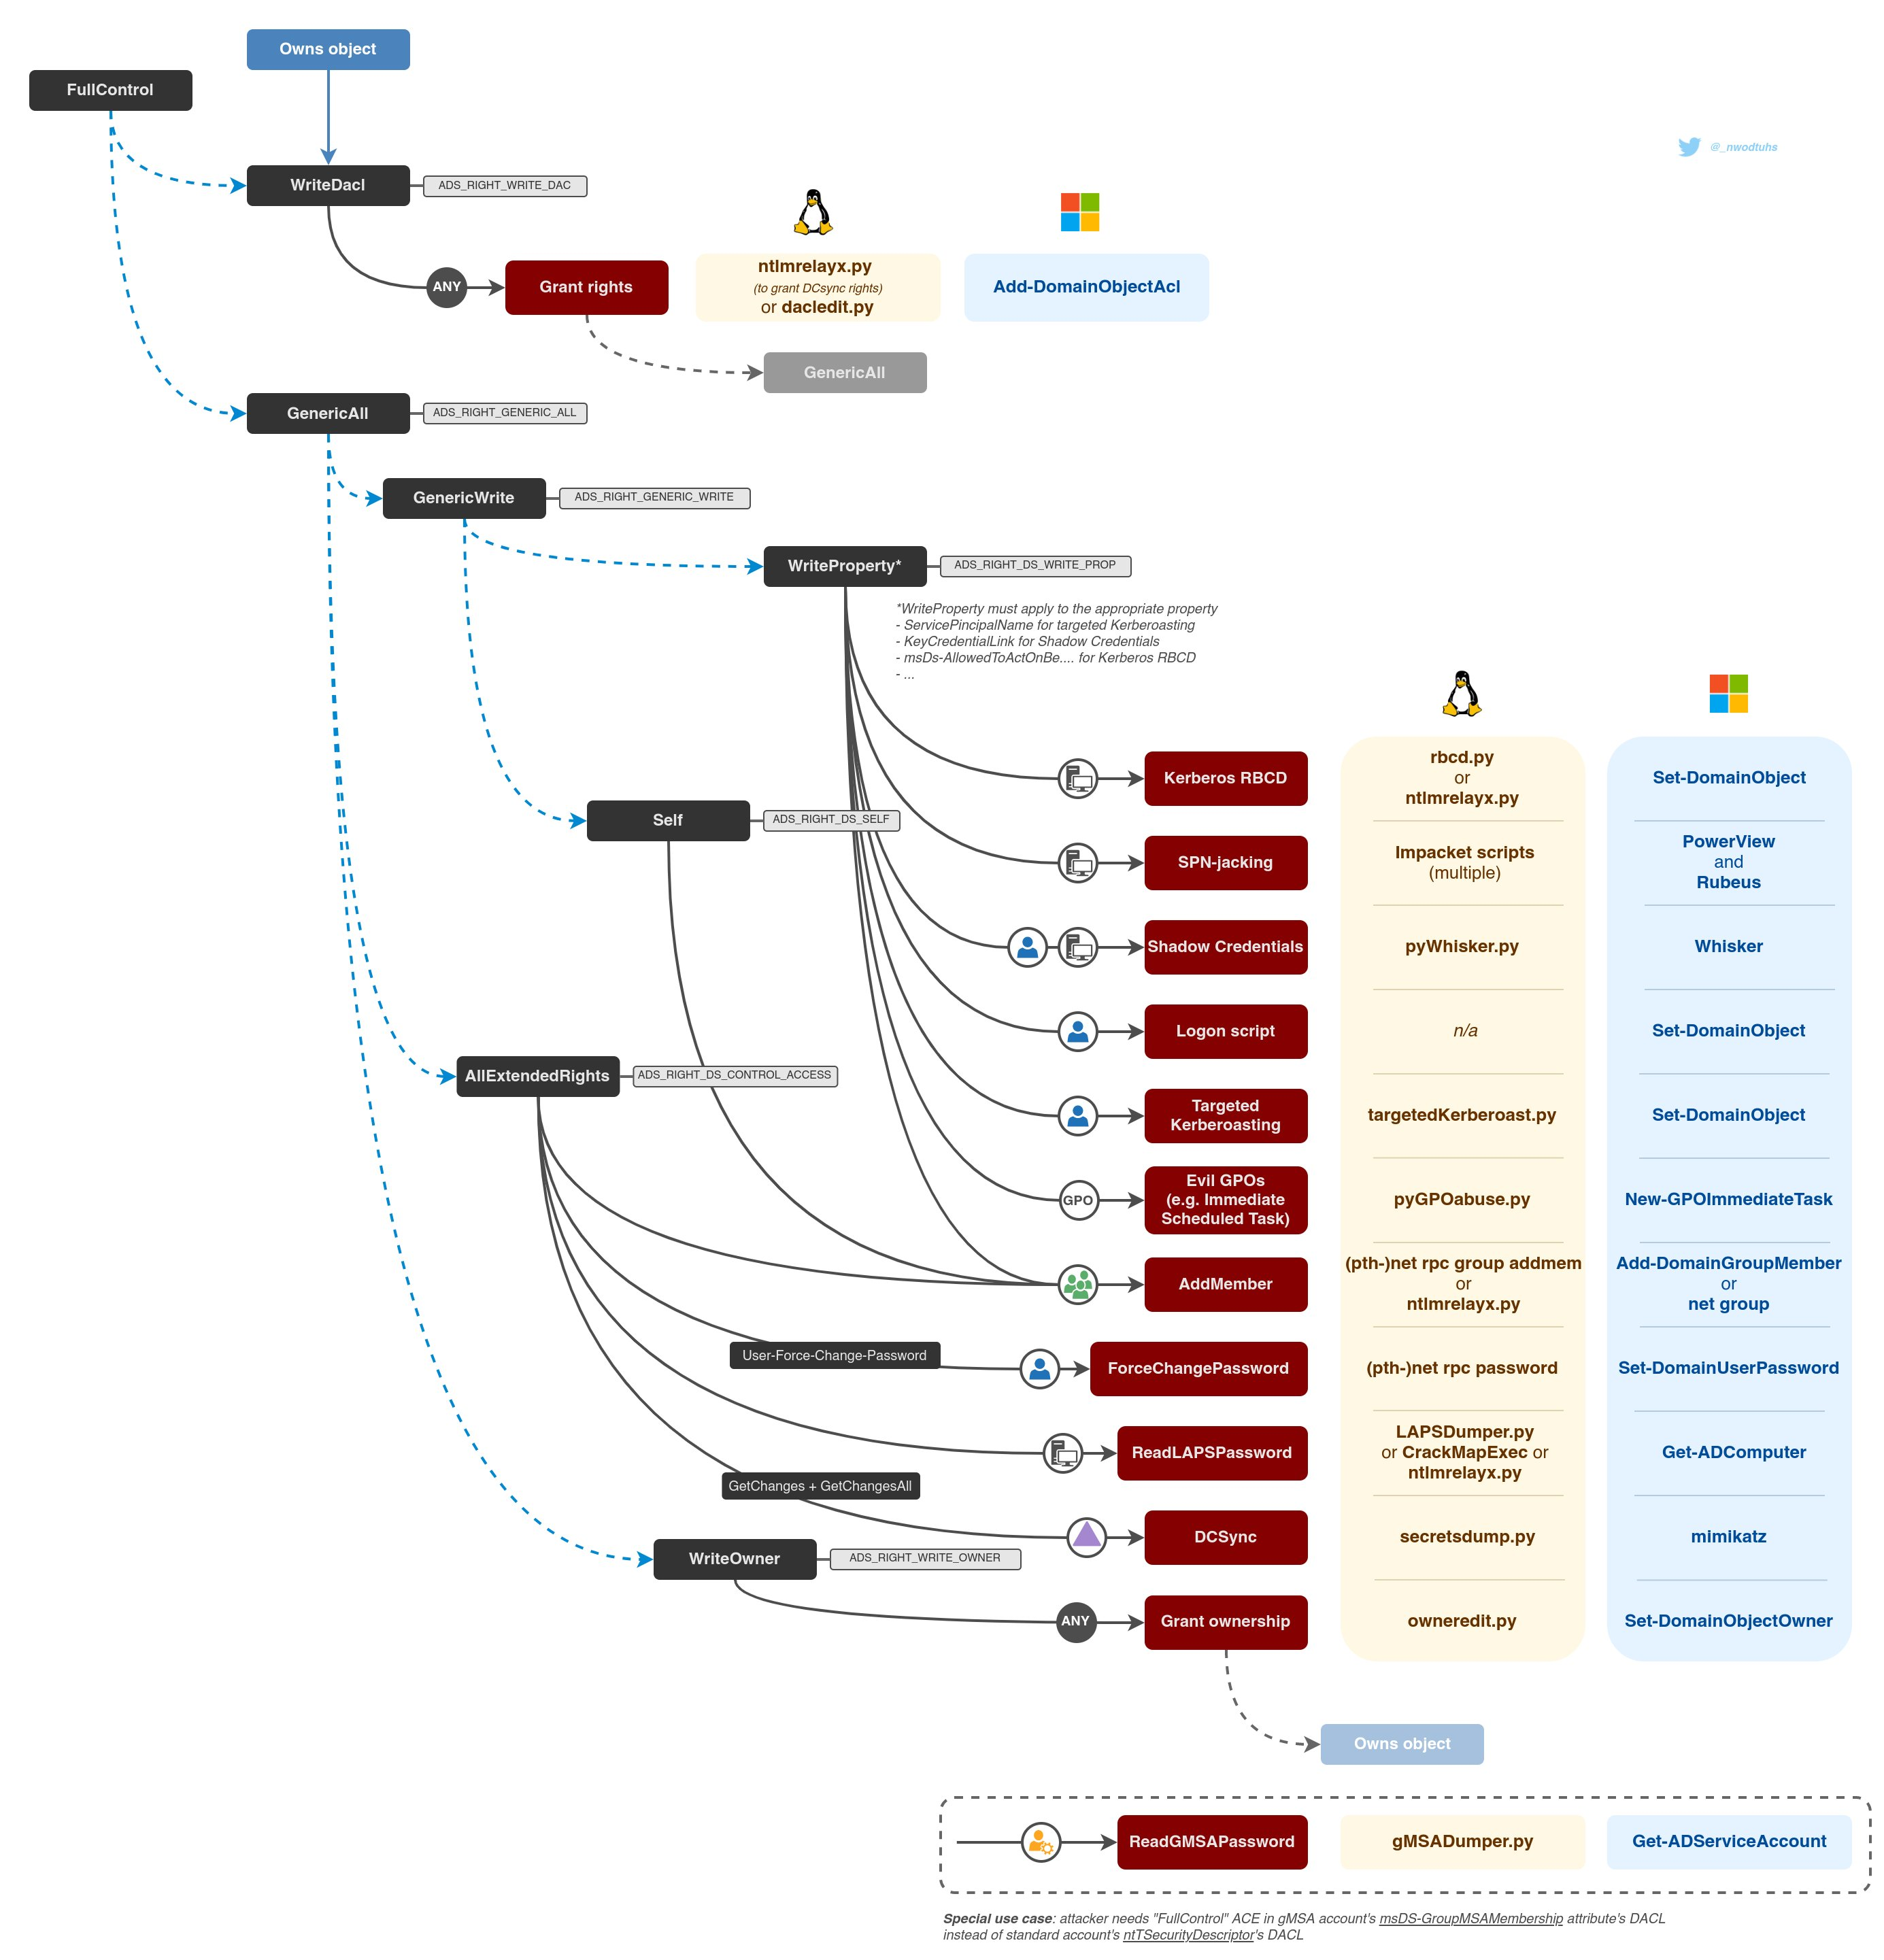 Owns object
FullControl
@_nwodtuhs
WriteDacl
ADS_RIGHT_WRITE_DAC
ANY
Grant rights
ntlmrelayx.py
(to grant DCsync rights)
or dacledit.py
Add-DomainObjectAcl
GenericAll
GenericAll
ADS_RIGHT_GENERIC_ALL
GenericWrite
ADS_RIGHT_GENERIC_WRITE
WriteProperty*
ADS_RIGHT_DS_WRITE_PROP
*WriteProperty must apply to the appropriate property
- ServicePincipalName for targeted Kerberoasting
- KeyCredentialLink for Shadow Credentials
- msDs-AllowedToActOnBe.... for Kerberos RBCD
- ...
Kerberos RBCD
rbcd.py
or
ntlmrelayx.py
Set-DomainObject
Self
ADS_RIGHT_DS_SELF
SPN-jacking
Impacket scripts
(multiple)
PowerView
and
Rubeus
Shadow Credentials
pyWhisker.py
Whisker
Logon script
n/a
Set-DomainObject
AllExtendedRights
ADS_RIGHT_DS_CONTROL_ACCESS
Targeted
Kerberoasting
targetedKerberoast.py
Set-DomainObject
GPO
Evil GPOs
(e.g. Immediate
Scheduled Task)
pyGPOabuse.py
New-GPOImmediateTask
AddMember
(pth-)net rpc group addmem
or
ntlmrelayx.py
Add-DomainGroupMember
or
net group
User-Force-Change-Password
ForceChangePassword
(pth-)net rpc password
Set-DomainUserPassword
ReadLAPSPassword
LAPSDumper.py
or CrackMapExec or
ntlmrelayx.py
Get-ADComputer
GetChanges + GetChangesAll
DCSync
secretsdump.py
mimikatz
WriteOwner
ADS_RIGHT_WRITE_OWNER
ANY
Grant ownership
owneredit.py
Set-DomainObjectOwner
Owns object
ReadGMSAPassword
gMSADumper.py
Get-ADServiceAccount
Special use case: attacker needs "FullControl" ACE in gMSA account's msDS-GroupMSAMembership attribute's DACL
instead of standard account's ntTSecurityDescriptor's DACL